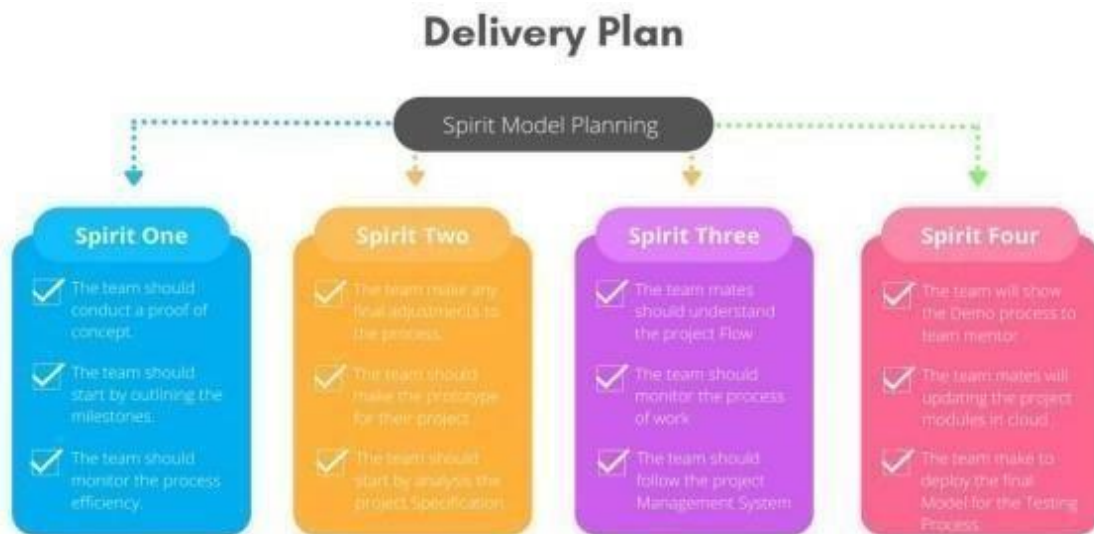 Delivery Plan
Spirit Model Planning
Spirit One
The team should
conduct a proof of
concept.
The team should
start by outlining the
milestones.
The team should
monitor the process
efficiency.
Spirit Two
The team make any
final adjustments to
the process.
The team should
make the prototype
for their project
The team should
start by analysis the
project Specification
Spirit Three
The team mates
should understand
the project Flow
The team should
monitor the process
of work
The team should
follow the project
Management System
Spirit Four
The team will show
the Demo process to
team mentor
The team mates will
updating the project
modules in cloud
The team make to
deploy the final
Model for the Testing
Process